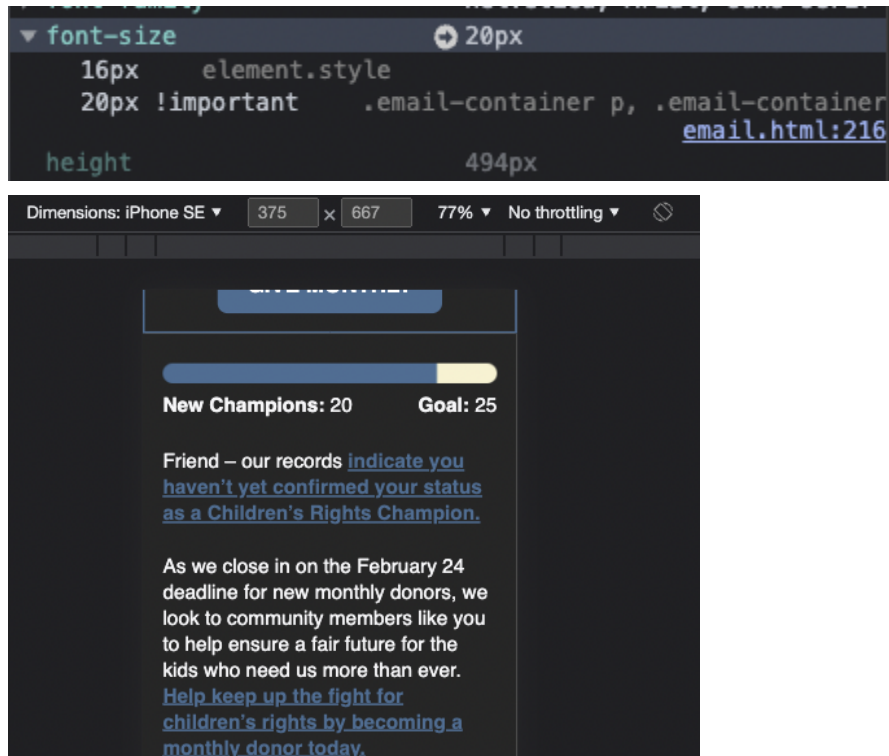 font-size 20px
16px element.style
20px !important .email-container p, .email-container
email.html:216
height 494px
Dimensions: iPhone SE ▼ 375 × 667 77% ▼ No throttling ▼
GIVE MONTHLY
New Champions: 20 Goal: 25
Friend – our records indicate you
haven’t yet confirmed your status
as a Children’s Rights Champion.
As we close in on the February 24
deadline for new monthly donors, we
look to community members like you
to help ensure a fair future for the
kids who need us more than ever.
Help keep up the fight for
children’s rights by becoming a
monthly donor today.